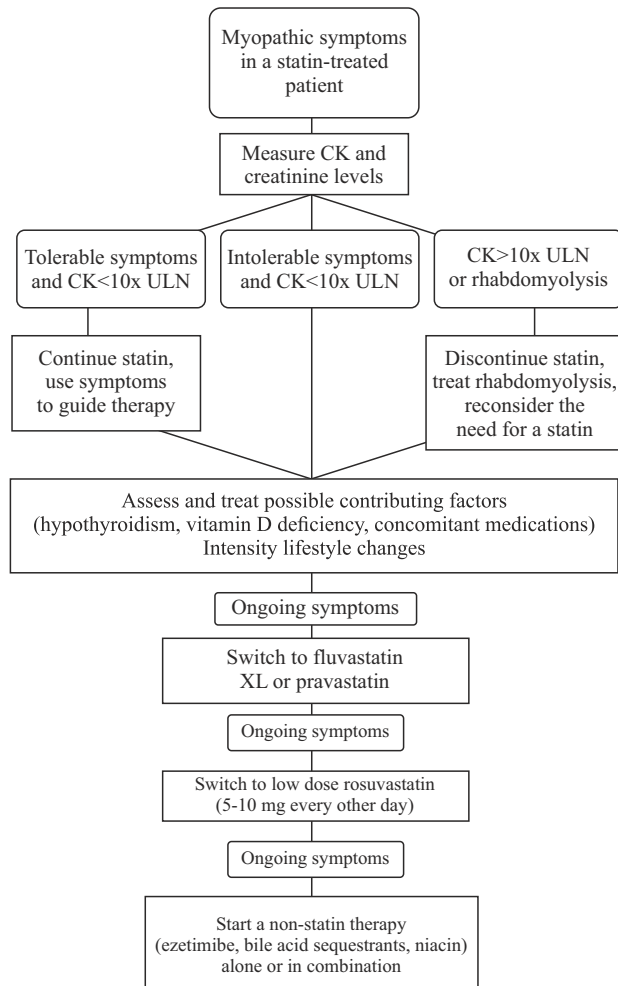 Myopathic symptoms
in a statin-treated
patient
Measure CK and
creatinine levels
Tolerable symptoms
and CK<10x ULN
Intolerable symptoms
and CK<10x ULN
CK>10x ULN
or rhabdomyolysis
Continue statin,
use symptoms
to guide therapy
Discontinue statin,
treat rhabdomyolysis,
reconsider the
need for a statin
Assess and treat possible contributing factors
(hypothyroidism, vitamin D deficiency, concomitant medications)
Intensity lifestyle changes
Ongoing symptoms
Switch to fluvastatin
XL or pravastatin
Ongoing symptoms
Switch to low dose rosuvastatin
(5-10 mg every other day)
Ongoing symptoms
Start a non-statin therapy
(ezetimibe, bile acid sequestrants, niacin)
alone or in combination